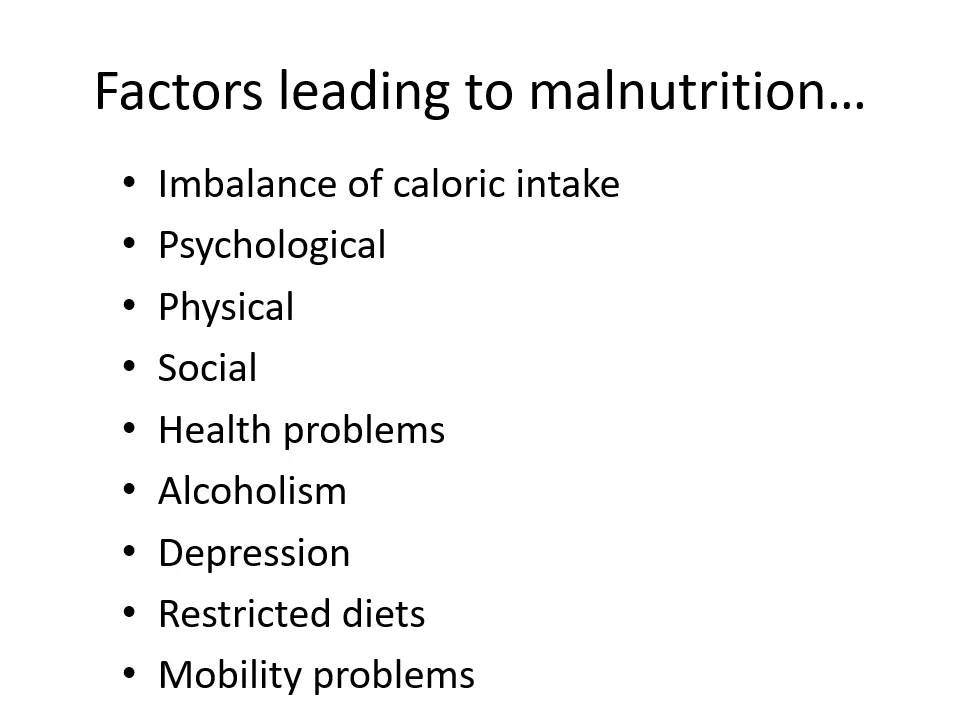 Factors leading to malnutrition…
• Imbalance of caloric intake
• Psychological
• Physical
• Social
• Health problems
• Alcoholism
• Depression
• Restricted diets
• Mobility problems